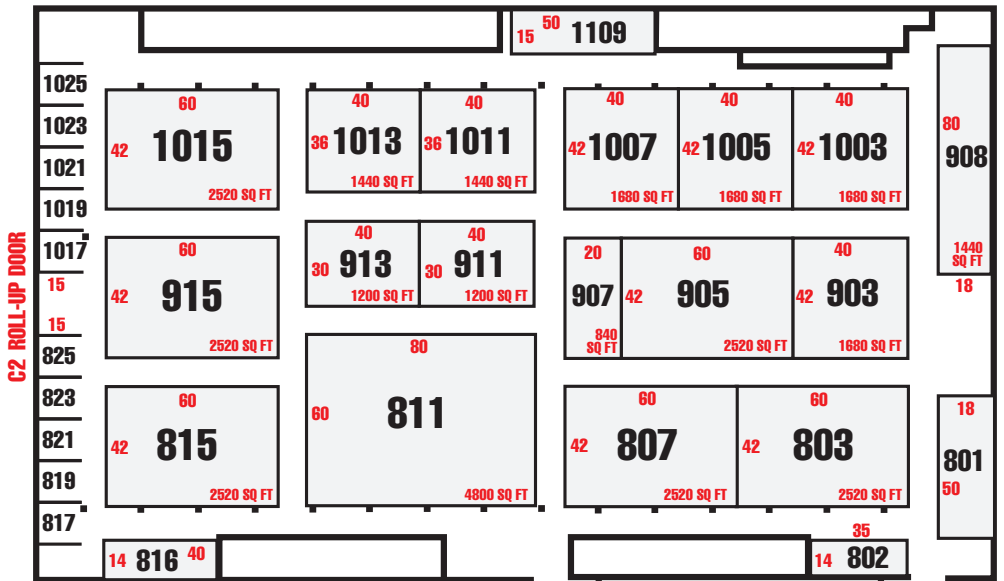 50
15 1109
1025
1023
1021
1019
1017
15
15
825
823
821
819
817
C2 ROLL-UP DOOR
60
42 1015
2520 SQ FT
40
36 1013
1440 SQ FT
40
36 1011
1440 SQ FT
40
42 1007
1680 SQ FT
40
42 1005
1680 SQ FT
40
42 1003
1680 SQ FT
80
908
1440
SQ FT
18
60
42 915
2520 SQ FT
40
30 913
1200 SQ FT
40
30 911
1200 SQ FT
20
907
840
SQ FT
60
42 905
2520 SQ FT
40
42 903
1680 SQ FT
60
42 815
2520 SQ FT
80
60 811
4800 SQ FT
60
42 807
2520 SQ FT
60
42 803
2520 SQ FT
18
801
50
14 816 40
35
14 802